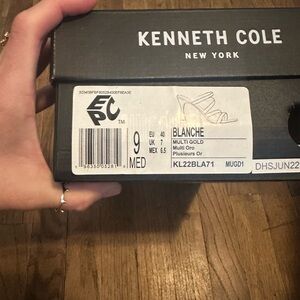 KENNETH COLE
NEW YORK
EPC
TM
9
MED
EU 40
UK 7
MEX 6.5
BLANCHE
MULTI GOLD
Multi Oro
Plusieurs Or
KL22BLA71 MUGD1
DHSJUN22